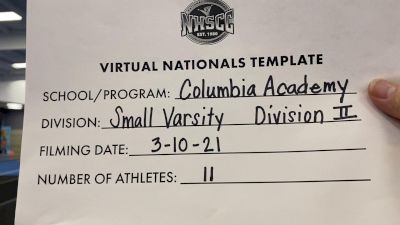 NHSCC
EST. 1980
VIRTUAL NATIONALS TEMPLATE
SCHOOL/PROGRAM: Columbia Academy
DIVISION: Small Varsity Division II
FILMING DATE: 3-10-21
NUMBER OF ATHLETES: 11